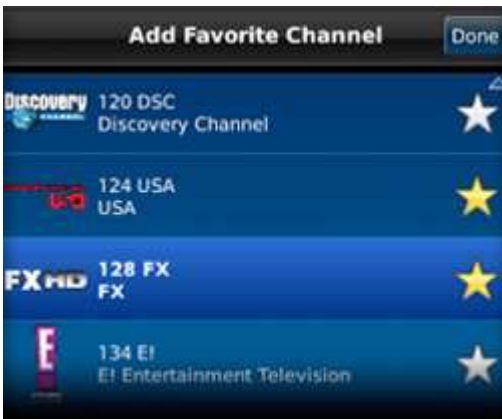 Add Favorite Channel
Done
Discovery
CHANNEL
120 DSC
Discovery Channel
124 USA
USA
FX HD
128 FX
FX
E!
134 E!
E! Entertainment Television